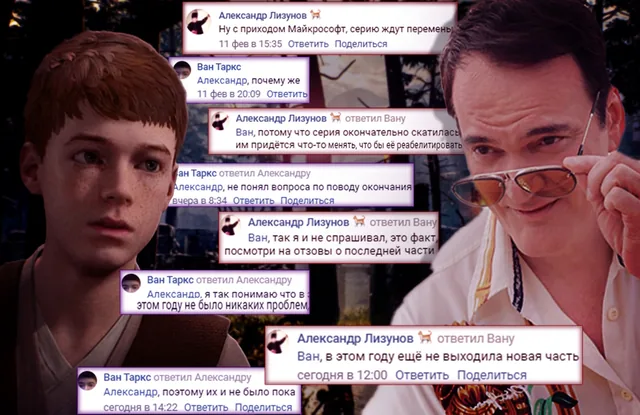 Александр Лизунов
Ну с приходом Майкрософт, серию ждут перемены
11 фев в 15:35 Ответить Поделиться
Ван Таркс
Александр, почему же
11 фев в 20:09 Ответить
Александр Лизунов ответил Вану
Ван, потому что серия окончательно скатилась
им придётся что-то менять, что бы её реабелитировать
Ван Таркс ответил Александру
Александр, не понял вопроса по поводу окончания
вчера в 8:34 Ответить Поделиться
Александр Лизунов ответил Вану
Ван, так я и не спрашивал, это факт
посмотри на отзовы о последней части
Ван Таркс ответил Александру
Александр, я так понимаю что в
этом году не было никаких проблем,
Александр Лизунов ответил Вану
Ван, в этом году ещё не выходила новая часть
сегодня в 12:00 Ответить Поделиться
Ван Таркс ответил Александру
Александр, поэтому их и не было пока
сегодня в 14:22 Ответить Поделиться